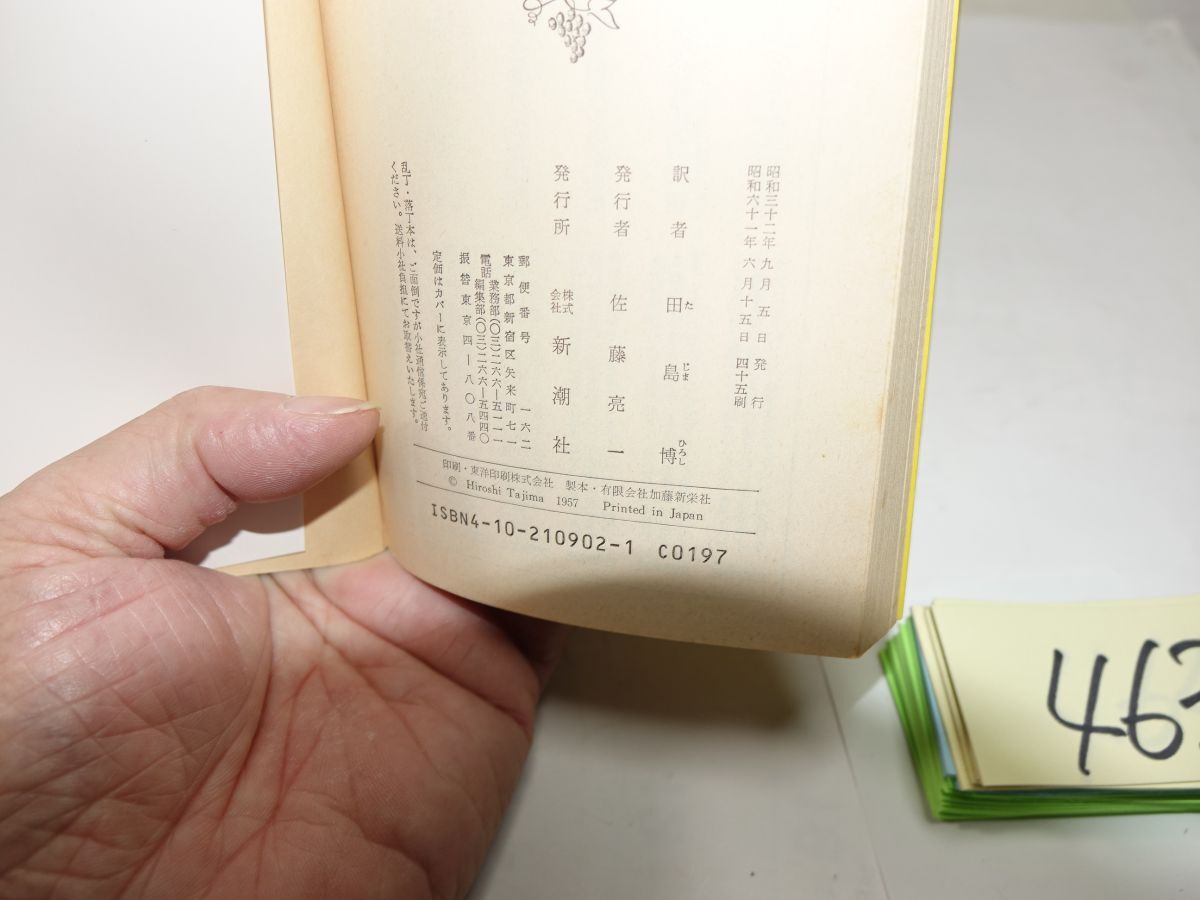 昭和三十二年九月五日発行
昭和六十一年六月十五日四十五刷
訳者 田島博
た じま ひろし
発行者 佐藤亮一
発行所 株式会社 新潮社
郵便番号 一六二
東京都新宿区矢来町七一
電話 業務部(〇三)二六六―五一一一
編集部(〇三)二六六―五四四〇
振替東京四―八〇八番
定価はカバーに表示してあります。
乱丁・落丁本は、ご面倒ですが小社通信係宛ご送付
ください。送料小社負担にてお取替えいたします。
印刷・東洋印刷株式会社 製本・有限会社加藤新栄社
© Hiroshi Tajima 1957 Printed in Japan
ISBN4-10-210902-1 C0197